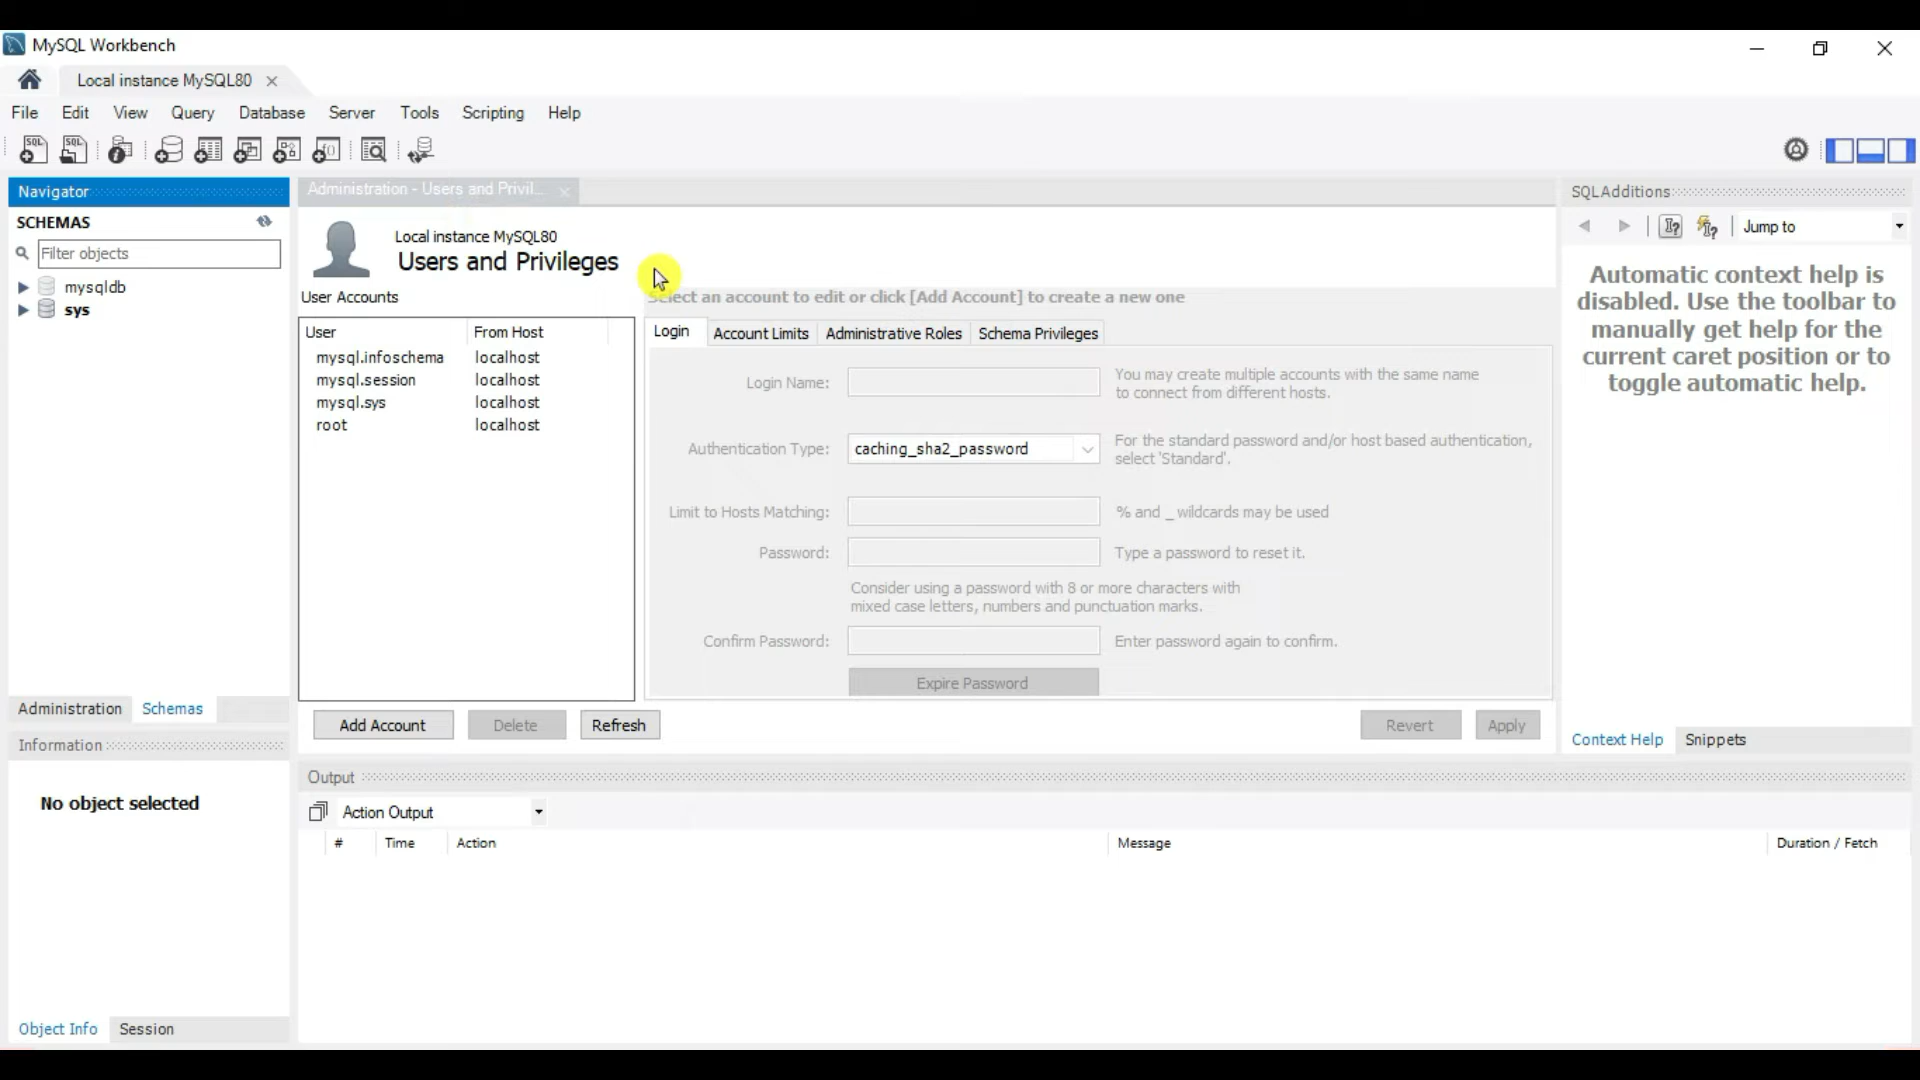 MySQL Workbench
Local instance MySQL80
File Edit View Query Database Server Tools Scripting Help
Navigator
SCHEMAS
Filter objects
mysqldb
sys
Administration Schemas
Information
No object selected
Object Info Session
Administration - Users and Privil...
Local instance MySQL80
Users and Privileges
User Accounts
User From Host
mysql.infoschema localhost
mysql.session localhost
mysql.sys localhost
root localhost
Add Account Delete Refresh
Select an account to edit or click [Add Account] to create a new one
Login Account Limits Administrative Roles Schema Privileges
Login Name:
You may create multiple accounts with the same name
to connect from different hosts.
Authentication Type: caching_sha2_password
For the standard password and/or host based authentication,
select 'Standard'.
Limit to Hosts Matching: % and _ wildcards may be used
Password: Type a password to reset it.
Consider using a password with 8 or more characters with
mixed case letters, numbers and punctuation marks.
Confirm Password: Enter password again to confirm.
Expire Password
Revert Apply
SQLAdditions
Jump to
Automatic context help is
disabled. Use the toolbar to
manually get help for the
current caret position or to
toggle automatic help.
Context Help Snippets
Output
Action Output
# Time Action Message Duration / Fetch